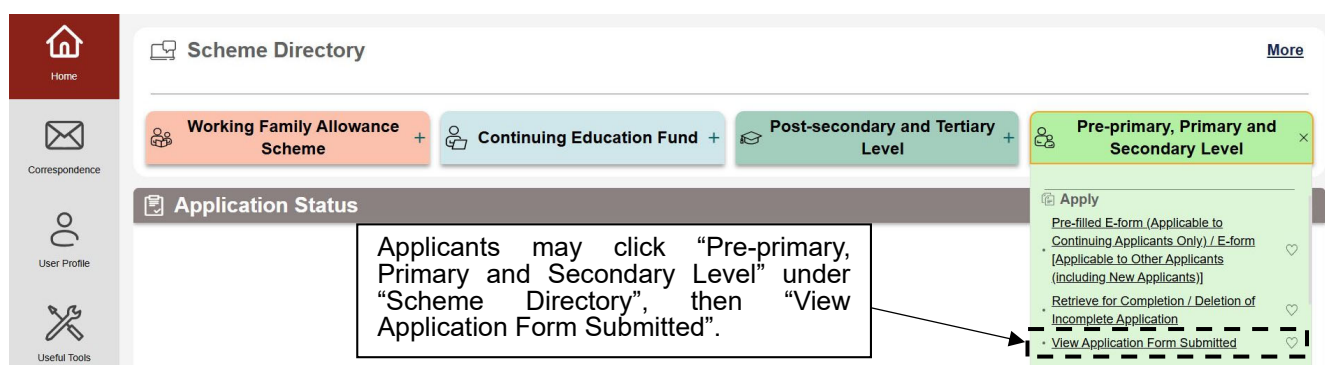 Home
Correspondence
User Profile
Useful Tools
Scheme Directory
More
Working Family Allowance
Scheme
+
Continuing Education Fund +
Post-secondary and Tertiary
Level
+
Pre-primary, Primary and
Secondary Level
×
Application Status
Applicants may click “Pre-primary,
Primary and Secondary Level” under
“Scheme Directory”, then “View
Application Form Submitted”.
Apply
Pre-filled E-form (Applicable to
Continuing Applicants Only) / E-form
[Applicable to Other Applicants
(including New Applicants)]
Retrieve for Completion / Deletion of
Incomplete Application
View Application Form Submitted